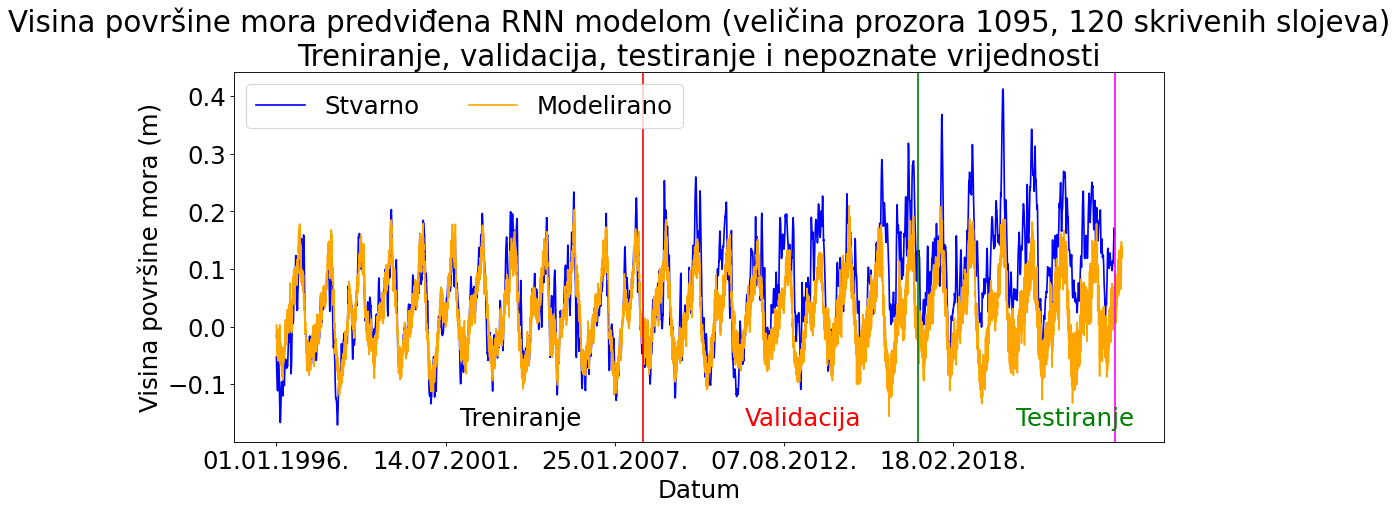 Visina površine mora predviđena RNN modelom (veličina prozora 1095, 120 skrivenih slojeva)
Treniranje, validacija, testiranje i nepoznate vrijednosti
Stvarno
Modelirano
Visina površine mora (m)
0.4
0.3
0.2
0.1
0.0
−0.1
Treniranje
Validacija
Testiranje
01.01.1996.
14.07.2001.
25.01.2007.
07.08.2012.
18.02.2018.
Datum